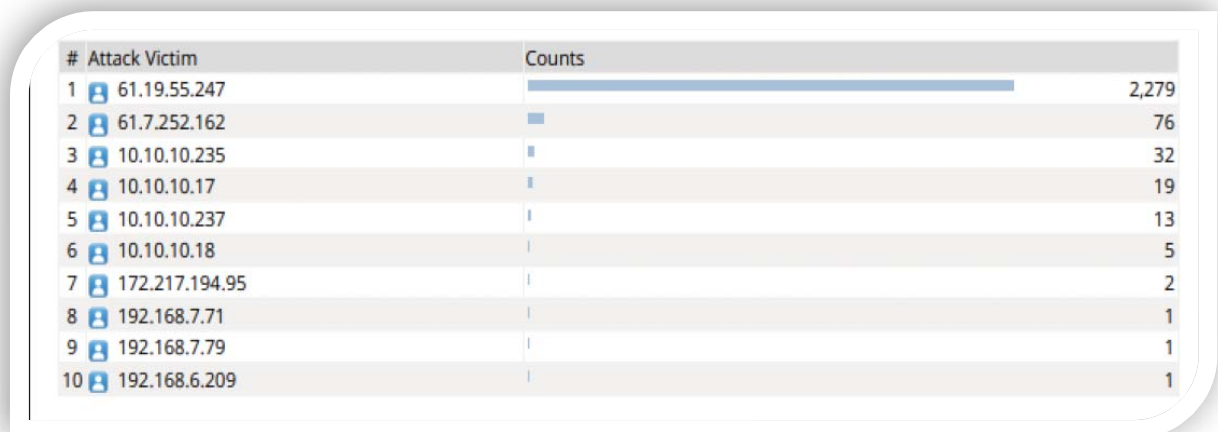 # Attack Victim Counts
1 61.19.55.247 2,279
2 61.7.252.162 76
3 10.10.10.235 32
4 10.10.10.17 19
5 10.10.10.237 13
6 10.10.10.18 5
7 172.217.194.95 2
8 192.168.7.71 1
9 192.168.7.79 1
10 192.168.6.209 1